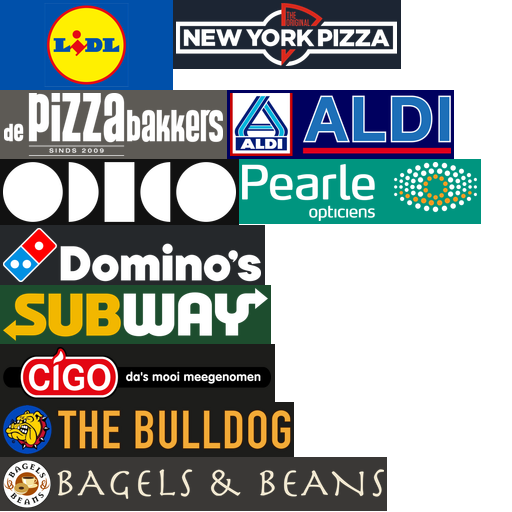 LiDL
THE ORIGINAL
NEW YORK PIZZA
de PiZZA bakkers
SINDS 2009
ALDI
ALDI
Pearle
opticiens
Domino's
SUBWAY
CIGO da's mooi meegenomen
THE BULLDOG
BAGELS & BEANS
BAGELS & BEANS